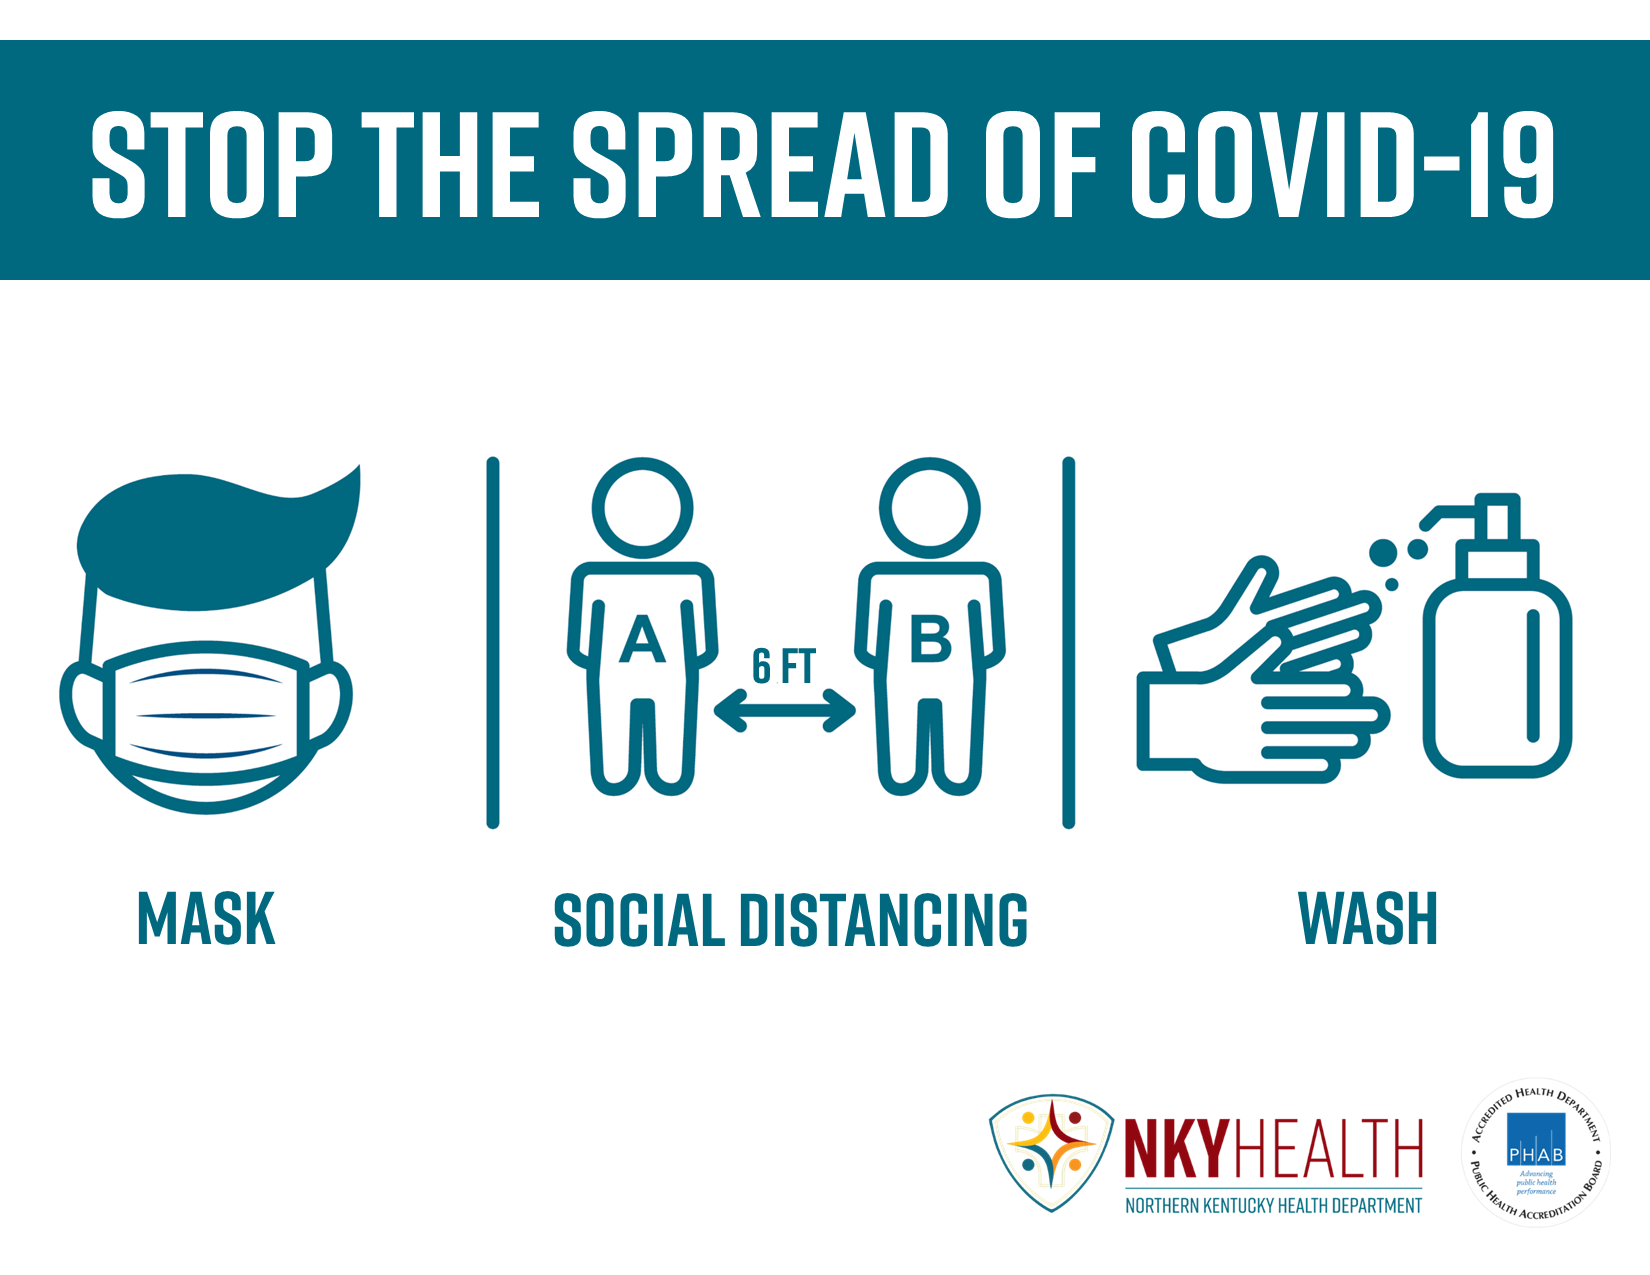 STOP THE SPREAD OF COVID-19
A
B
6 FT
MASK
SOCIAL DISTANCING
WASH
NKYHEALTH
NORTHERN KENTUCKY HEALTH DEPARTMENT
ACCREDITED HEALTH DEPARTMENT
PHAB
Advancing
public health
performance
PUBLIC HEALTH ACCREDITATION BOARD